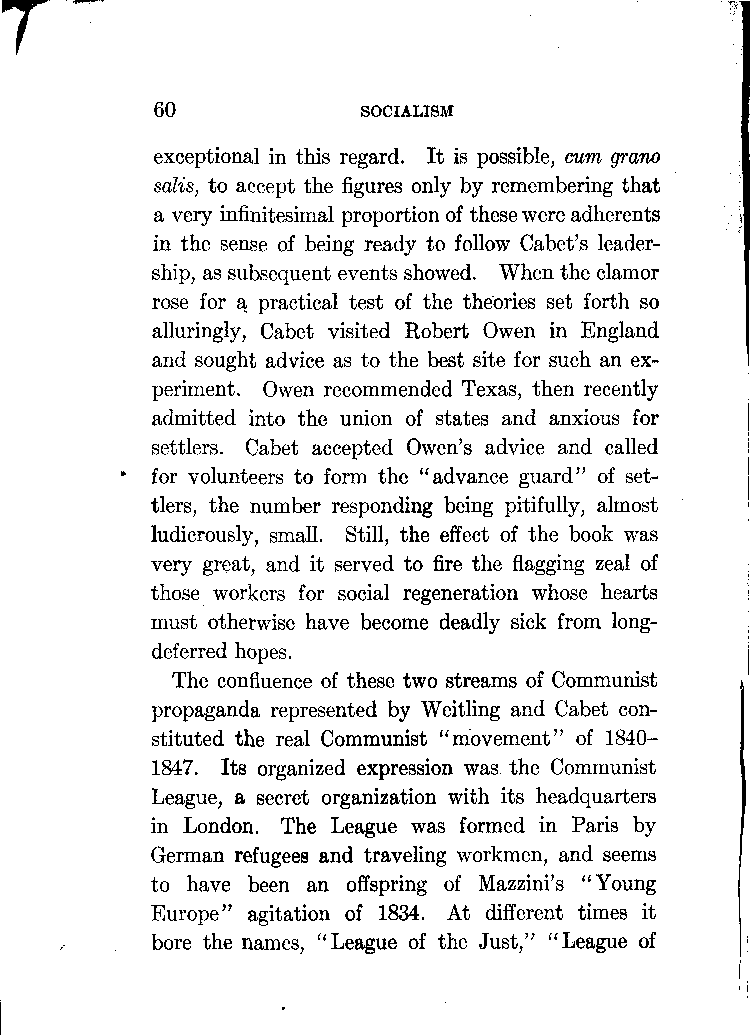 60 SOCIALISM
exceptional in this regard. It is possible, cum grano
salis, to accept the figures only by remembering that
a very infinitesimal proportion of these were adherents
in the sense of being ready to follow Cabet's leader-
ship, as subsequent events showed. When the clamor
rose for a practical test of the theories set forth so
alluringly, Cabet visited Robert Owen in England
and sought advice as to the best site for such an ex-
periment. Owen recommended Texas, then recently
admitted into the union of states and anxious for
settlers. Cabet accepted Owen's advice and called
for volunteers to form the "advance guard" of set-
tlers, the number responding being pitifully, almost
ludicrously, small. Still, the effect of the book was
very great, and it served to fire the flagging zeal of
those workers for social regeneration whose hearts
must otherwise have become deadly sick from long-
deferred hopes.
The confluence of these two streams of Communist
propaganda represented by Weitling and Cabet con-
stituted the real Communist "movement" of 1840–
1847. Its organized expression was the Communist
League, a secret organization with its headquarters
in London. The League was formed in Paris by
German refugees and traveling workmen, and seems
to have been an offspring of Mazzini's "Young
Europe" agitation of 1834. At different times it
bore the names, "League of the Just," "League of